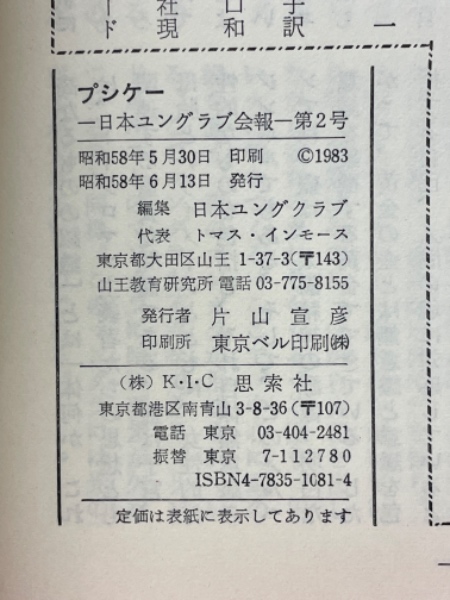 一
子訳
口和
社現
ード
プシケー
―日本ユングラブ会報―第2号
昭和58年5月30日 印刷 ©1983
昭和58年6月13日 発行
編集 日本ユングクラブ
代表 トマス・インモース
東京都大田区山王 1-37-3(〒143)
山王教育研究所 電話 03-775-8155
発行者 片山宣彦
印刷所 東京ベル印刷㈱
(株) K・I・C 思索社
東京都港区南青山3-8-36(〒107)
電話 東京 03-404-2481
振替 東京 7-112780
ISBN4-7835-1081-4
定価は表紙に表示してあります